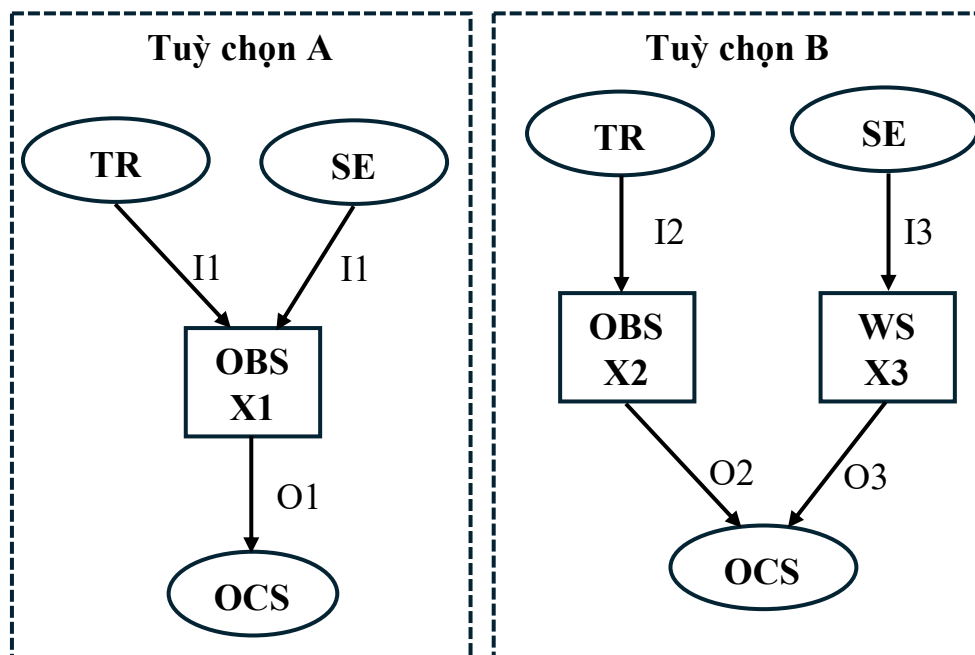 Tuỳ chọn A
TR
SE
I1
I1
OBS
X1
O1
OCS
Tuỳ chọn B
TR
SE
I2
I3
OBS
X2
WS
X3
O2
O3
OCS